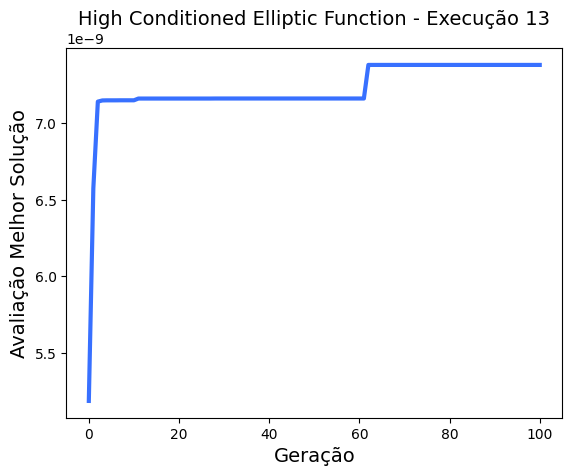 High Conditioned Elliptic Function - Execução 13
1e−9
Avaliação Melhor Solução
7.0
6.5
6.0
5.5
0 20 40 60 80 100
Geração